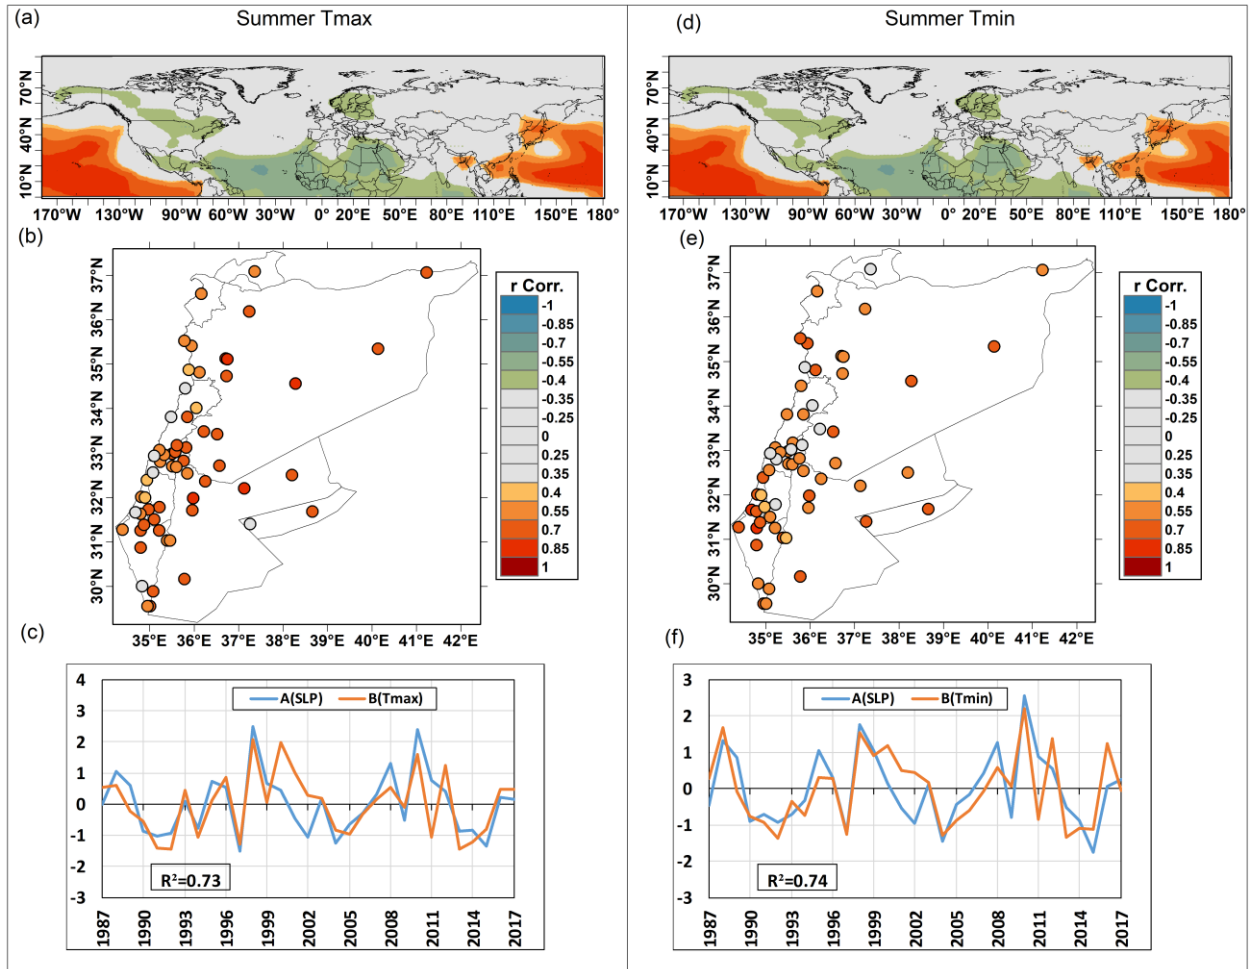 (a) Summer Tmax
70°N
40°N
10°N
170°W 130°W 90°W 60°W 30°W 0°E 20°E 50°E 80°E 110°E 150°E 180°
(b)
37°N
36°N
35°N
34°N
33°N
32°N
31°N
30°N
35°E 36°E 37°E 38°E 39°E 40°E 41°E 42°E
r Corr.
-1
-0.85
-0.7
-0.55
-0.4
-0.35
-0.25
0
0.25
0.35
0.4
0.55
0.7
0.85
1
(c)
A(SLP) B(Tmax)
4
3
2
1
0
-1
-2
-3
R²=0.73
1987 1990 1993 1996 1999 2002 2005 2008 2011 2014 2017
(d) Summer Tmin
70°N
40°N
10°N
170°W 130°W 90°W 60°W 30°W 0°E 20°E 50°E 80°E 110°E 150°E 180°E
(e)
37°N
36°N
35°N
34°N
33°N
32°N
31°N
30°N
35°E 36°E 37°E 38°E 39°E 40°E 41°E 42°E
r Corr.
-1
-0.85
-0.7
-0.55
-0.4
-0.35
-0.25
0
0.25
0.35
0.4
0.55
0.7
0.85
1
(f)
A(SLP) B(Tmin)
3
2
1
0
-1
-2
-3
R²=0.74
1987 1990 1993 1996 1999 2002 2005 2008 2011 2014 2017